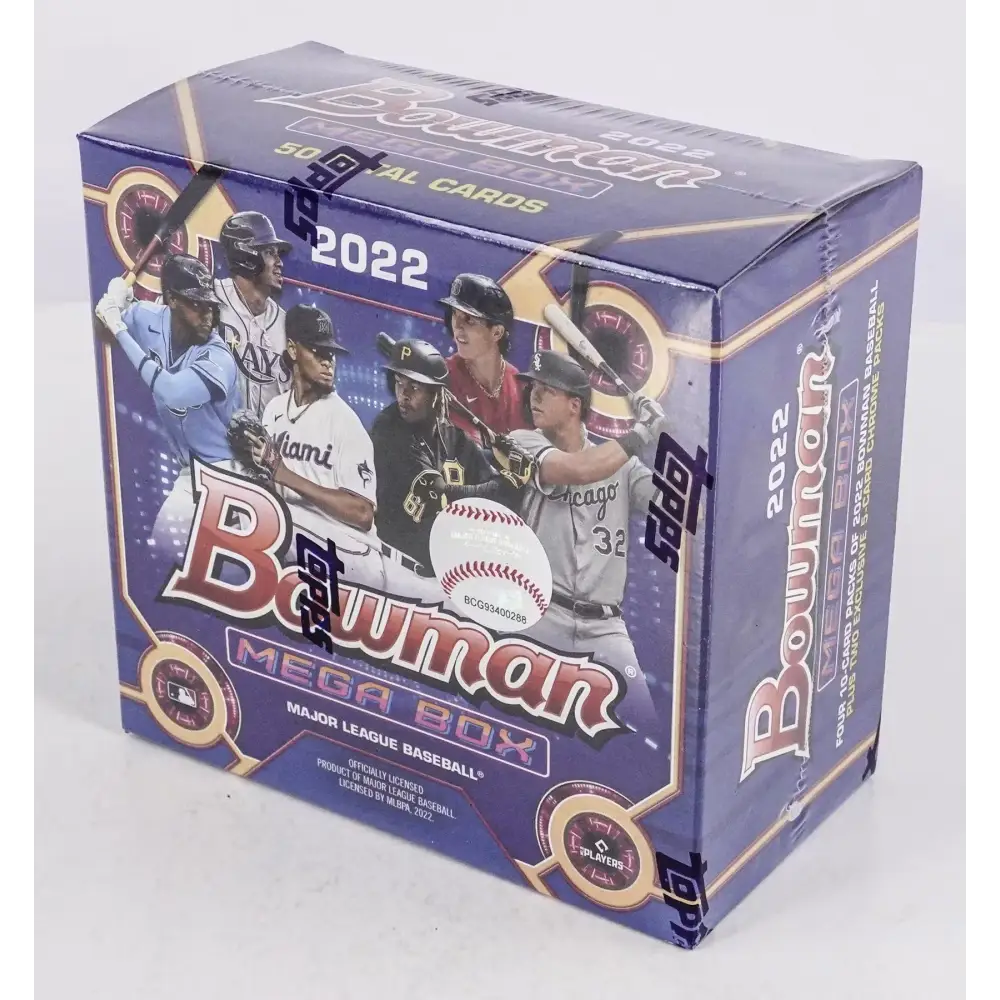 2022
Bowman®
MEGA BOX
50 TOTAL CARDS
Topps
2022
RAYS
Miami
P
61
Chicago
32
Topps
BCG93400288
Topps
Bowman®
MEGA BOX
MAJOR LEAGUE BASEBALL®
OFFICIALLY LICENSED
PRODUCT OF MAJOR LEAGUE BASEBALL.
LICENSED BY MLBPA, 2022.
PLAYERS
Topps
2022
Bowman®
MEGA BOX
FOUR 10-CARD PACKS OF 2022 BOWMAN BASEBALL
PLUS TWO EXCLUSIVE 5-CARD CHROME PACKS